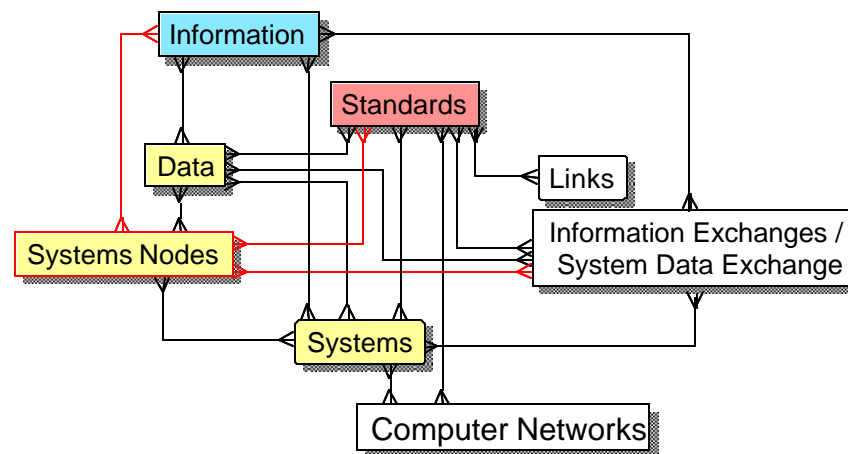 Information
Standards
Data
Links
Systems Nodes
Information Exchanges /
System Data Exchange
Systems
Computer Networks